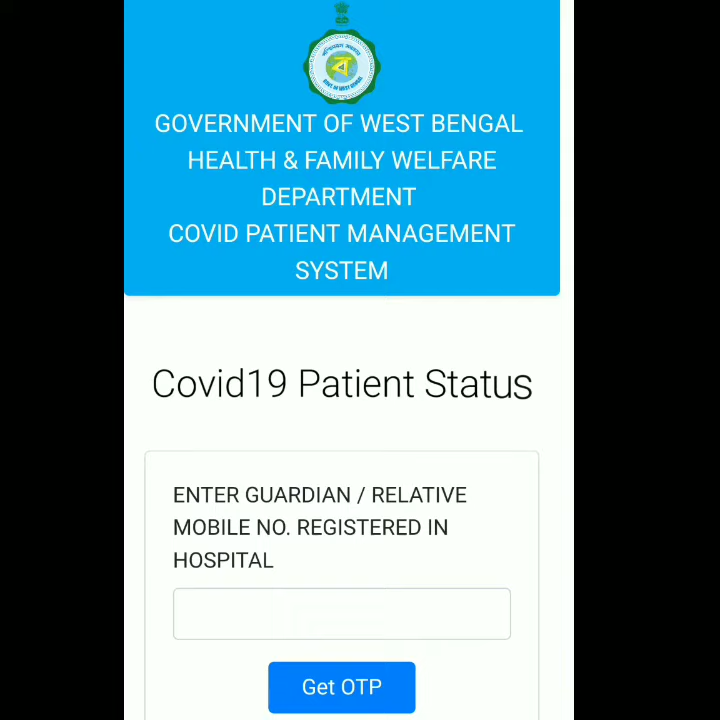 GOVERNMENT OF WEST BENGAL
HEALTH & FAMILY WELFARE
DEPARTMENT
COVID PATIENT MANAGEMENT
SYSTEM
Covid19 Patient Status
ENTER GUARDIAN / RELATIVE
MOBILE NO. REGISTERED IN
HOSPITAL
Get OTP